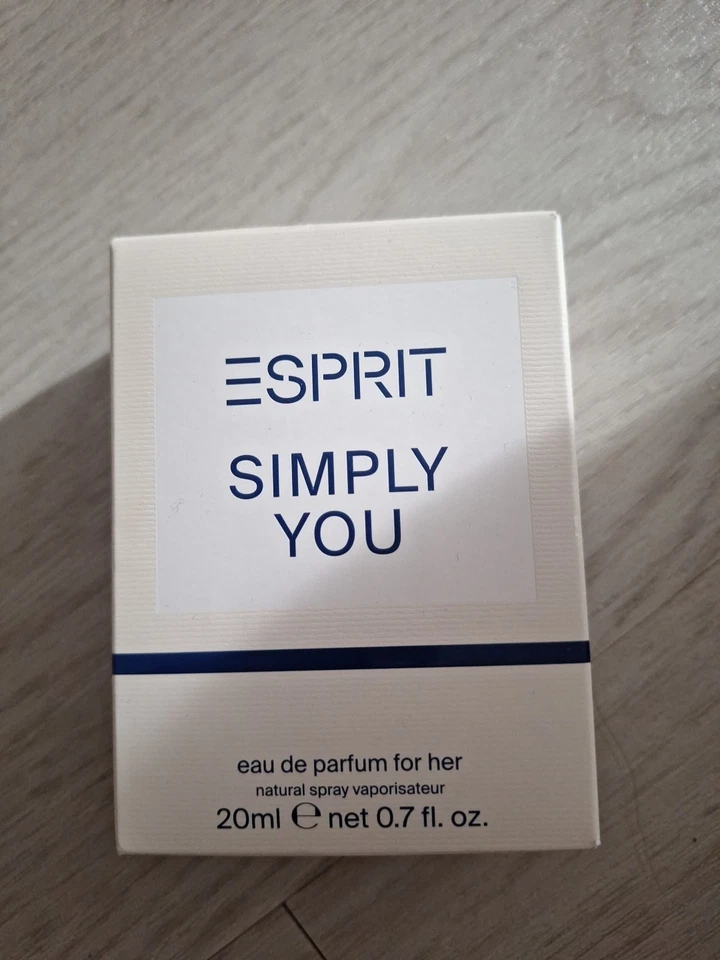 ESPRIT
SIMPLY
YOU
eau de parfum for her
natural spray vaporisateur
20ml ℮ net 0.7 fl. oz.